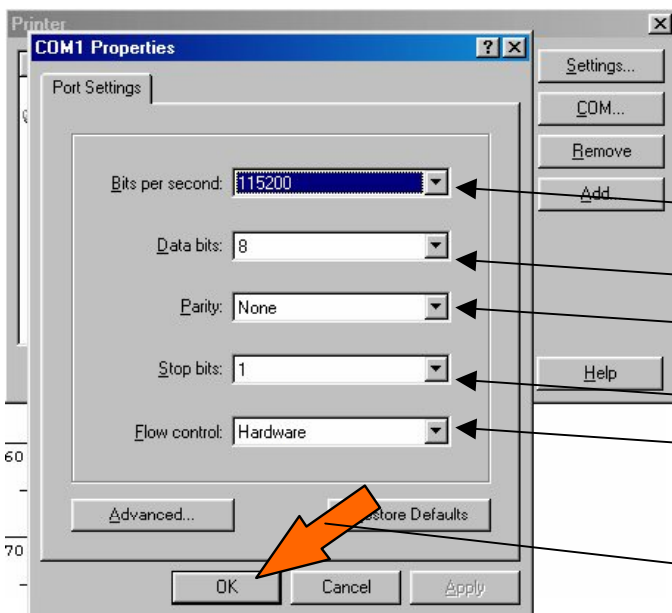 Printer
COM1 Properties
Port Settings
Bits per second: 115200
Data bits: 8
Parity: None
Stop bits: 1
Flow control: Hardware
Advanced...
Defaults
OK
Cancel
Apply
Settings...
COM...
Remove
Add...
Help
60
70